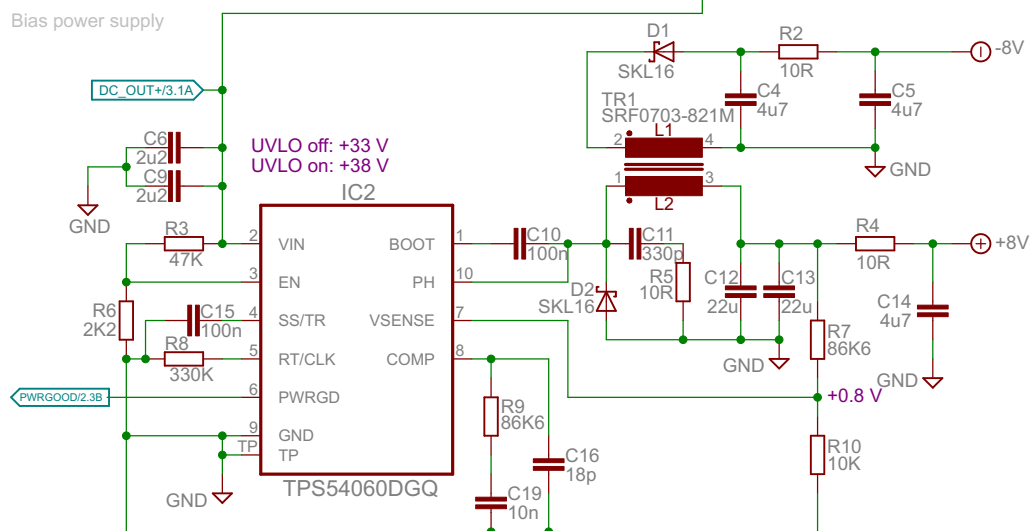 Bias power supply
D1
SKL16
R2
10R
-8V
DC_OUT+/3.1A
C4
4u7
C5
4u7
TR1
SRF0703-821M
L1
2
4
C6
2u2
UVLO off: +33 V
UVLO on: +38 V
GND
C9
2u2
1
3
L2
IC2
GND
R3
47K
2
VIN
BOOT
1
C10
100n
C11
330p
R4
10R
+8V
3
EN
PH
10
D2
SKL16
R5
10R
C12
22u
C13
22u
R6
2K2
C15
100n
4
SS/TR
VSENSE
7
C14
4u7
R8
330K
5
RT/CLK
COMP
8
GND
R7
86K6
GND
PWRGOOD/2.3B
6
PWRGD
+0.8 V
R9
86K6
9
GND
TP
TP
R10
10K
C16
18p
GND
TPS54060DGQ
C19
10n